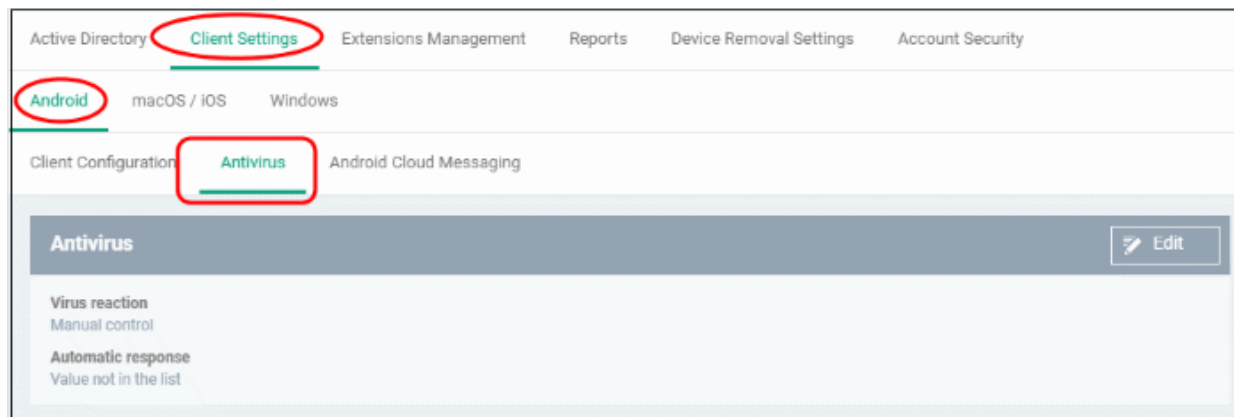 Active Directory Client Settings Extensions Management Reports Device Removal Settings Account Security
Android macOS / iOS Windows
Client Configuration Antivirus Android Cloud Messaging
Antivirus Edit
Virus reaction
Manual control
Automatic response
Value not in the list